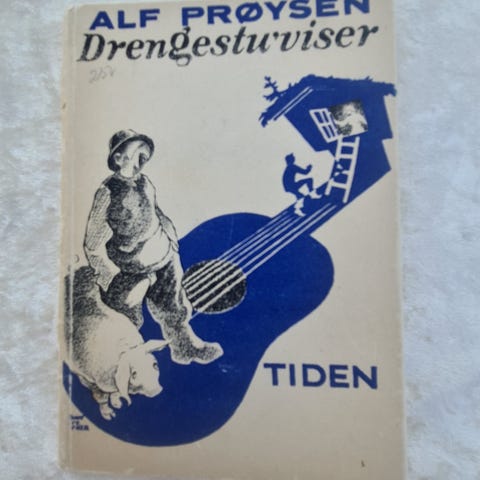 ALF PRØYSEN
Drengestuviser
TIDEN